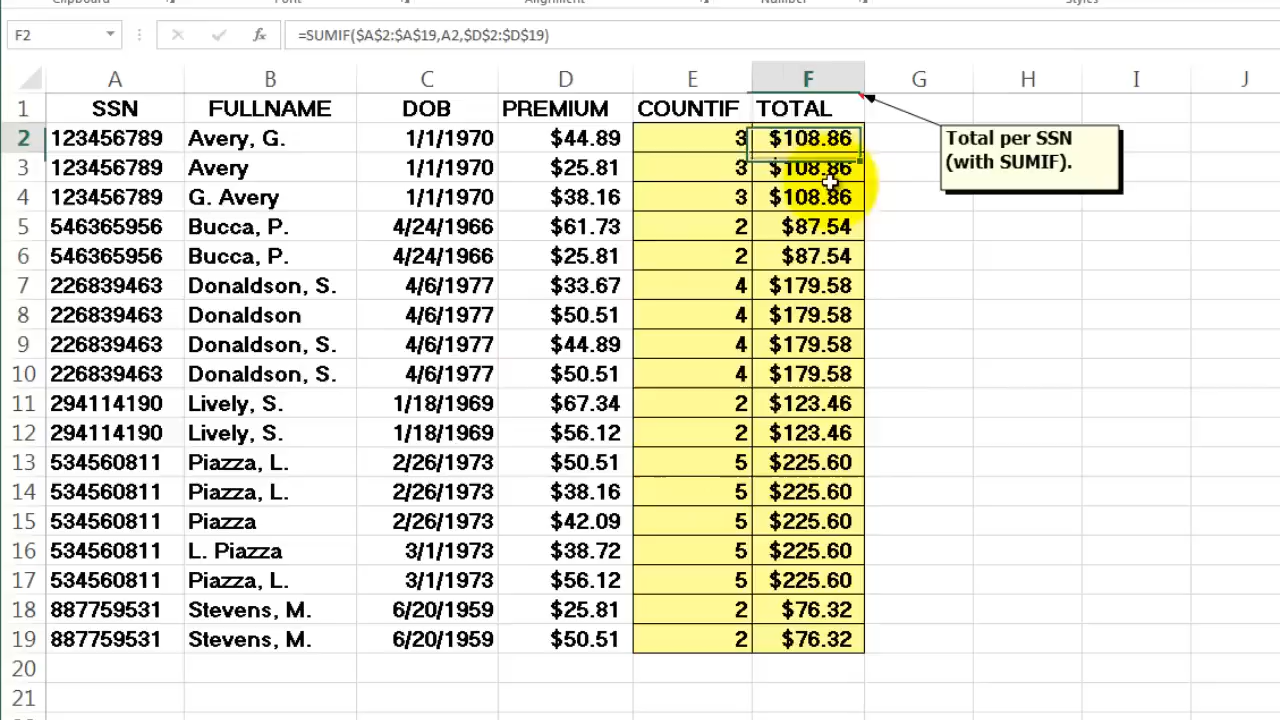 Clipboard Font Alignment Number Styles
F2 =SUMIF($A$2:$A$19,A2,$D$2:$D$19)
A B C D E F G H I J
1 SSN FULLNAME DOB PREMIUM COUNTIF TOTAL
2 123456789 Avery, G. 1/1/1970 $44.89 3 $108.86
Total per SSN
(with SUMIF).
3 123456789 Avery 1/1/1970 $25.81 3 $108.86
4 123456789 G. Avery 1/1/1970 $38.16 3 $108.86
5 546365956 Bucca, P. 4/24/1966 $61.73 2 $87.54
6 546365956 Bucca, P. 4/24/1966 $25.81 2 $87.54
7 226839463 Donaldson, S. 4/6/1977 $33.67 4 $179.58
8 226839463 Donaldson 4/6/1977 $50.51 4 $179.58
9 226839463 Donaldson, S. 4/6/1977 $44.89 4 $179.58
10 226839463 Donaldson, S. 4/6/1977 $50.51 4 $179.58
11 294114190 Lively, S. 1/18/1969 $67.34 2 $123.46
12 294114190 Lively, S. 1/18/1969 $56.12 2 $123.46
13 534560811 Piazza, L. 2/26/1973 $50.51 5 $225.60
14 534560811 Piazza, L. 2/26/1973 $38.16 5 $225.60
15 534560811 Piazza 2/26/1973 $42.09 5 $225.60
16 534560811 L. Piazza 3/1/1973 $38.72 5 $225.60
17 534560811 Piazza, L. 3/1/1973 $56.12 5 $225.60
18 887759531 Stevens, M. 6/20/1959 $25.81 2 $76.32
19 887759531 Stevens, M. 6/20/1959 $50.51 2 $76.32
20
21